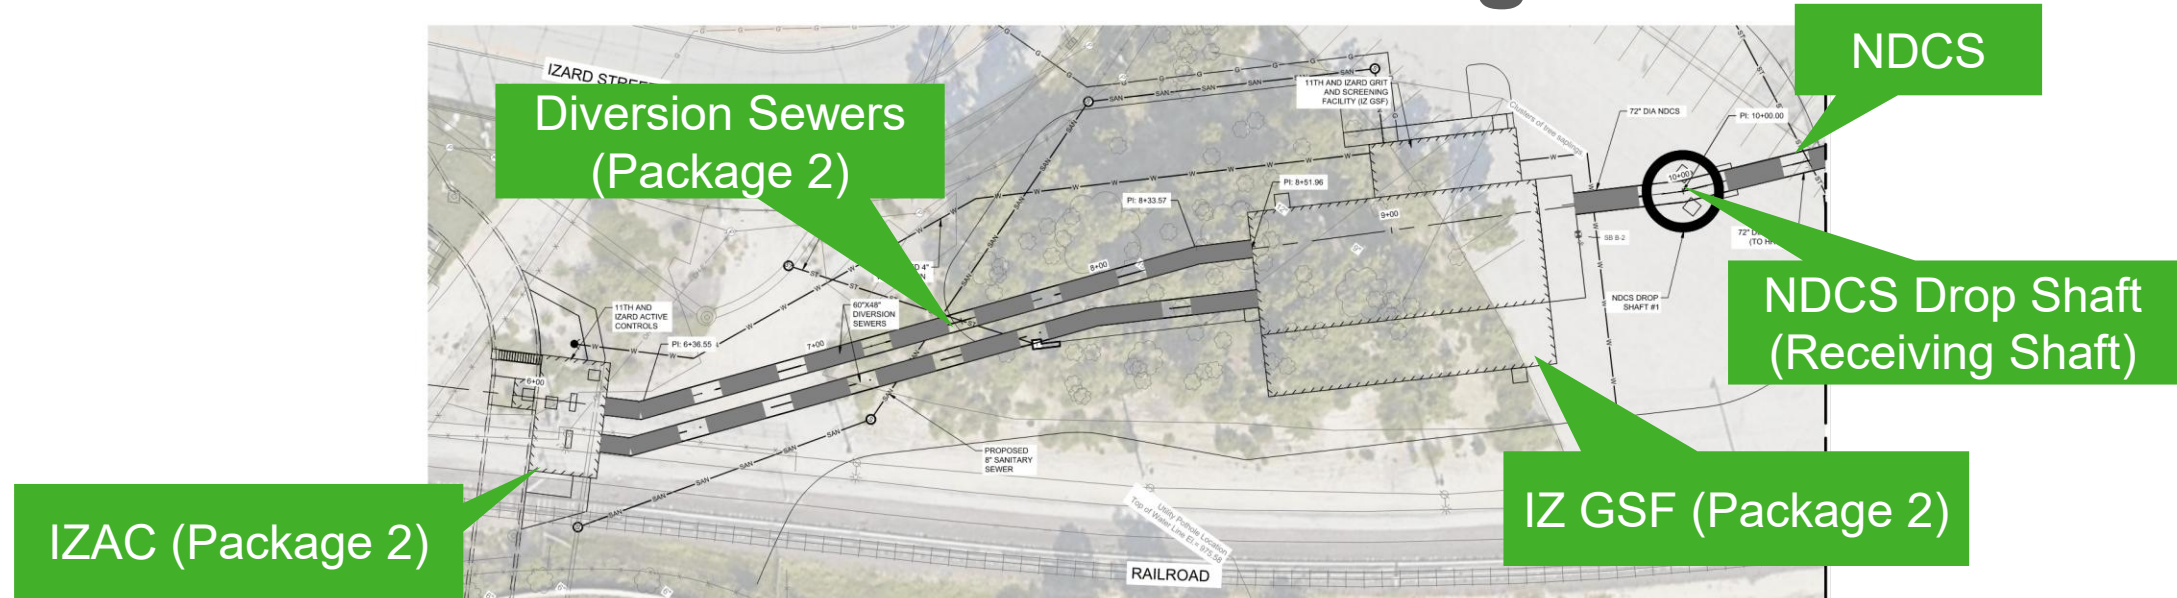 NDCS
Diversion Sewers
(Package 2)
IZARD
11TH AND IZARD GRIT
AND SCREENING
FACILITY (IZ GSF)
Clusters of tree saplings
72" DIA NDCS
PI: 10+00.00
10+00
PI: 8+51.96
PI: 8+33.57
9+00
8+00
SB B-2
60"X48"
DIVERSION
SEWERS
7+00
11TH AND
IZARD ACTIVE
CONTROLS
PI: 6+36.55
6+00
NDCS DROP
SHAFT #1
NDCS Drop Shaft
(Receiving Shaft)
PROPOSED
8" SANITARY
SEWER
Utility Pothole Location
Top of Water Line El.= 975.58
RAILROAD
IZAC (Package 2)
IZ GSF (Package 2)